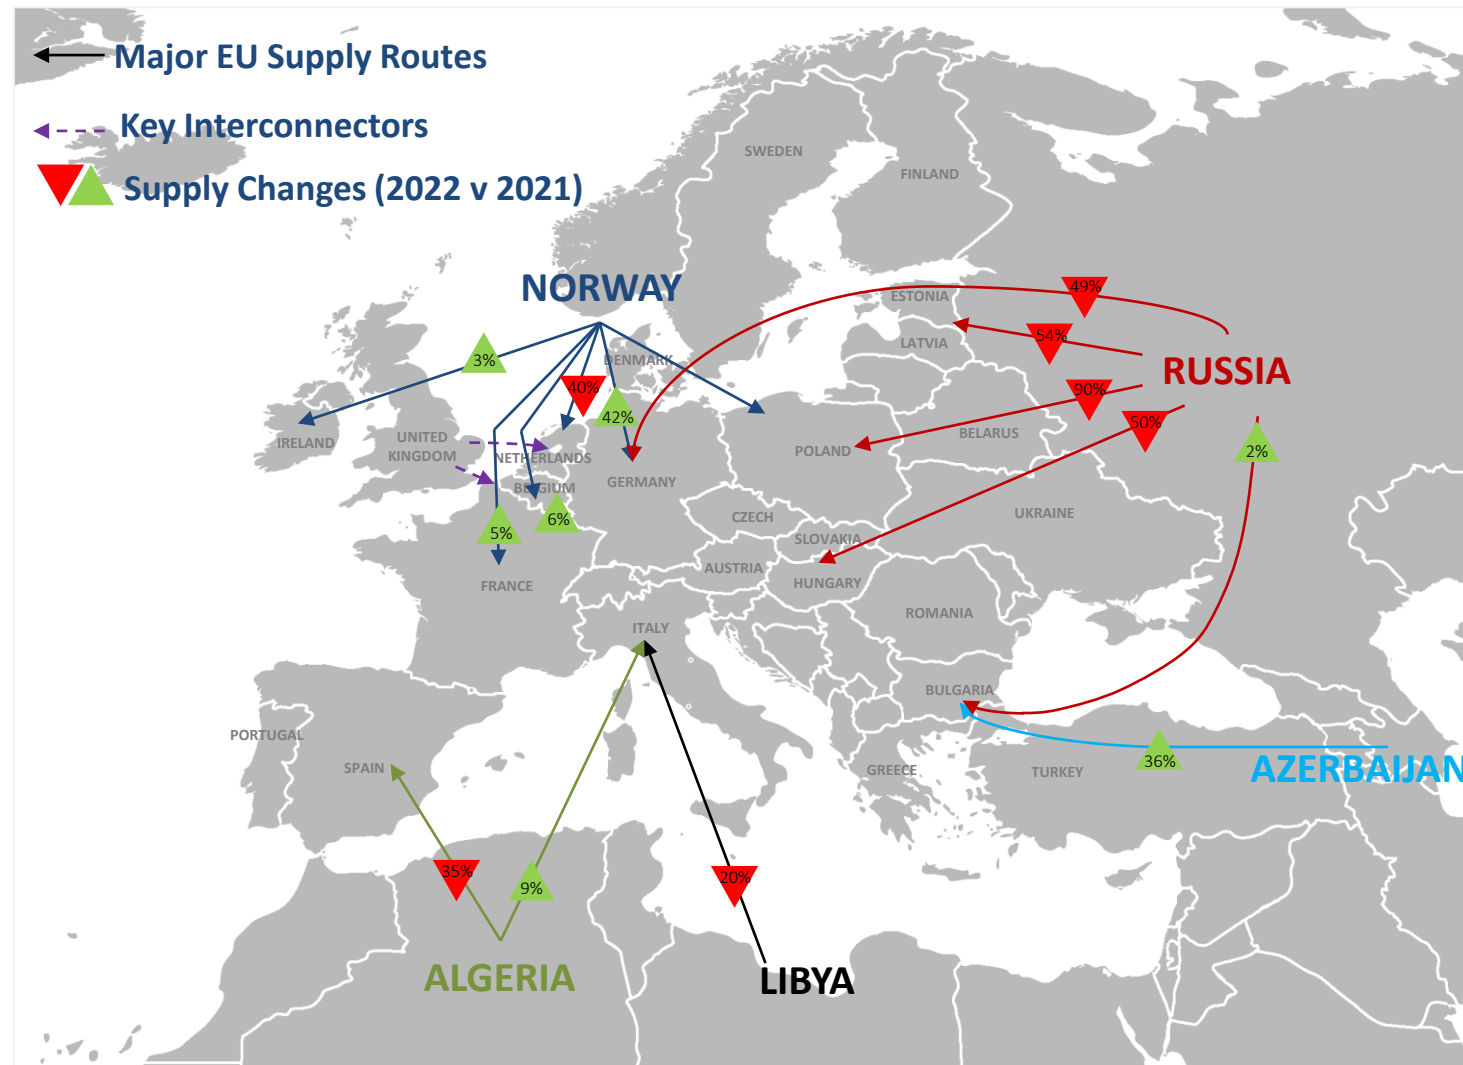 Major EU Supply Routes
Key Interconnectors
Supply Changes (2022 v 2021)
SWEDEN
FINLAND
NORWAY
49%
ESTONIA
3%
54%
LATVIA
DENMARK
RUSSIA
40%
90%
42%
50%
IRELAND
UNITED
KINGDOM
NETHERLANDS
POLAND
BELARUS
2%
GERMANY
BELGIUM
CZECH
UKRAINE
5%
6%
SLOVAKIA
AUSTRIA
HUNGARY
FRANCE
ROMANIA
ITALY
BULGARIA
PORTUGAL
SPAIN
GREECE
TURKEY
36%
AZERBAIJAN
35%
9%
20%
ALGERIA
LIBYA